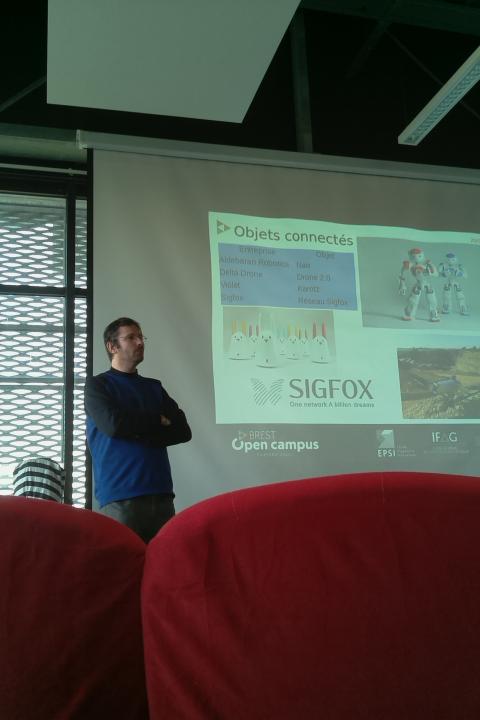 Objets connectés
Entreprise Objet
Aldebaran Robotics Nao
Delta Drone Drone 2.0
Violet Karotz
Sigfox Réseau Sigfox
SIGFOX
One network A billion dreams
BREST
Open campus
EPSI
IFAG